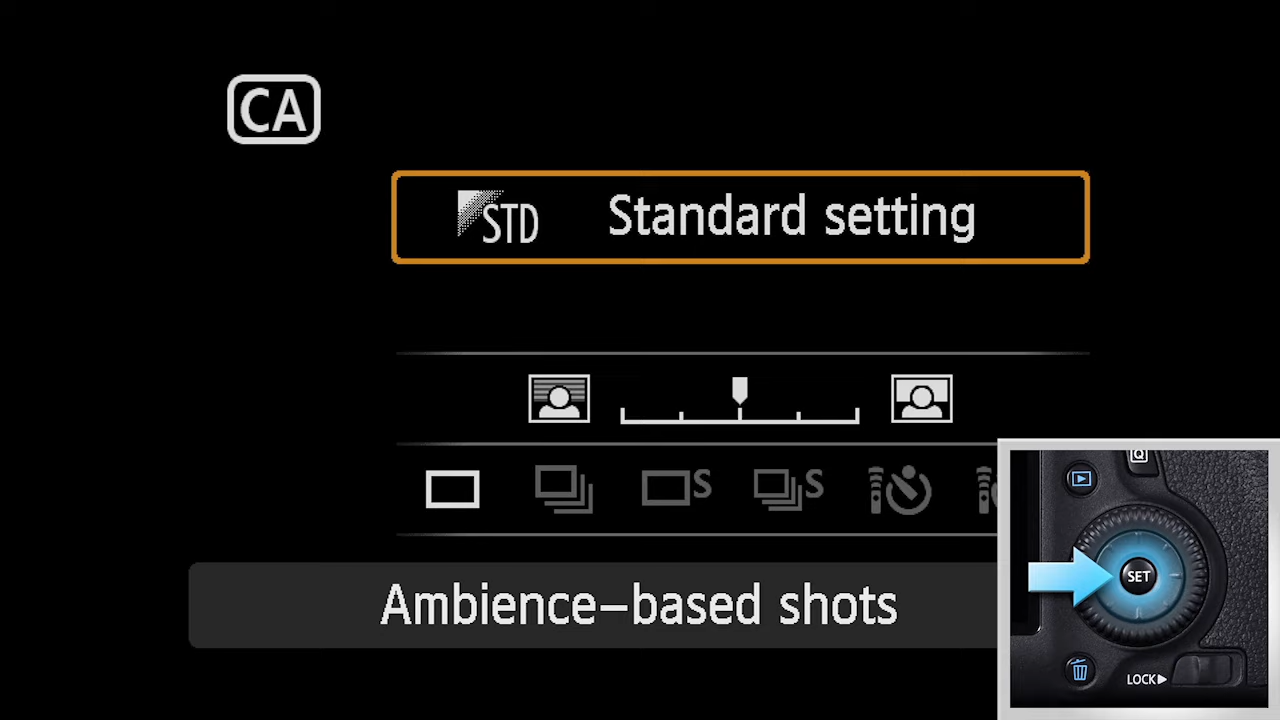 CA
STD Standard setting
S S
Q
SET
Ambience-based shots
LOCK